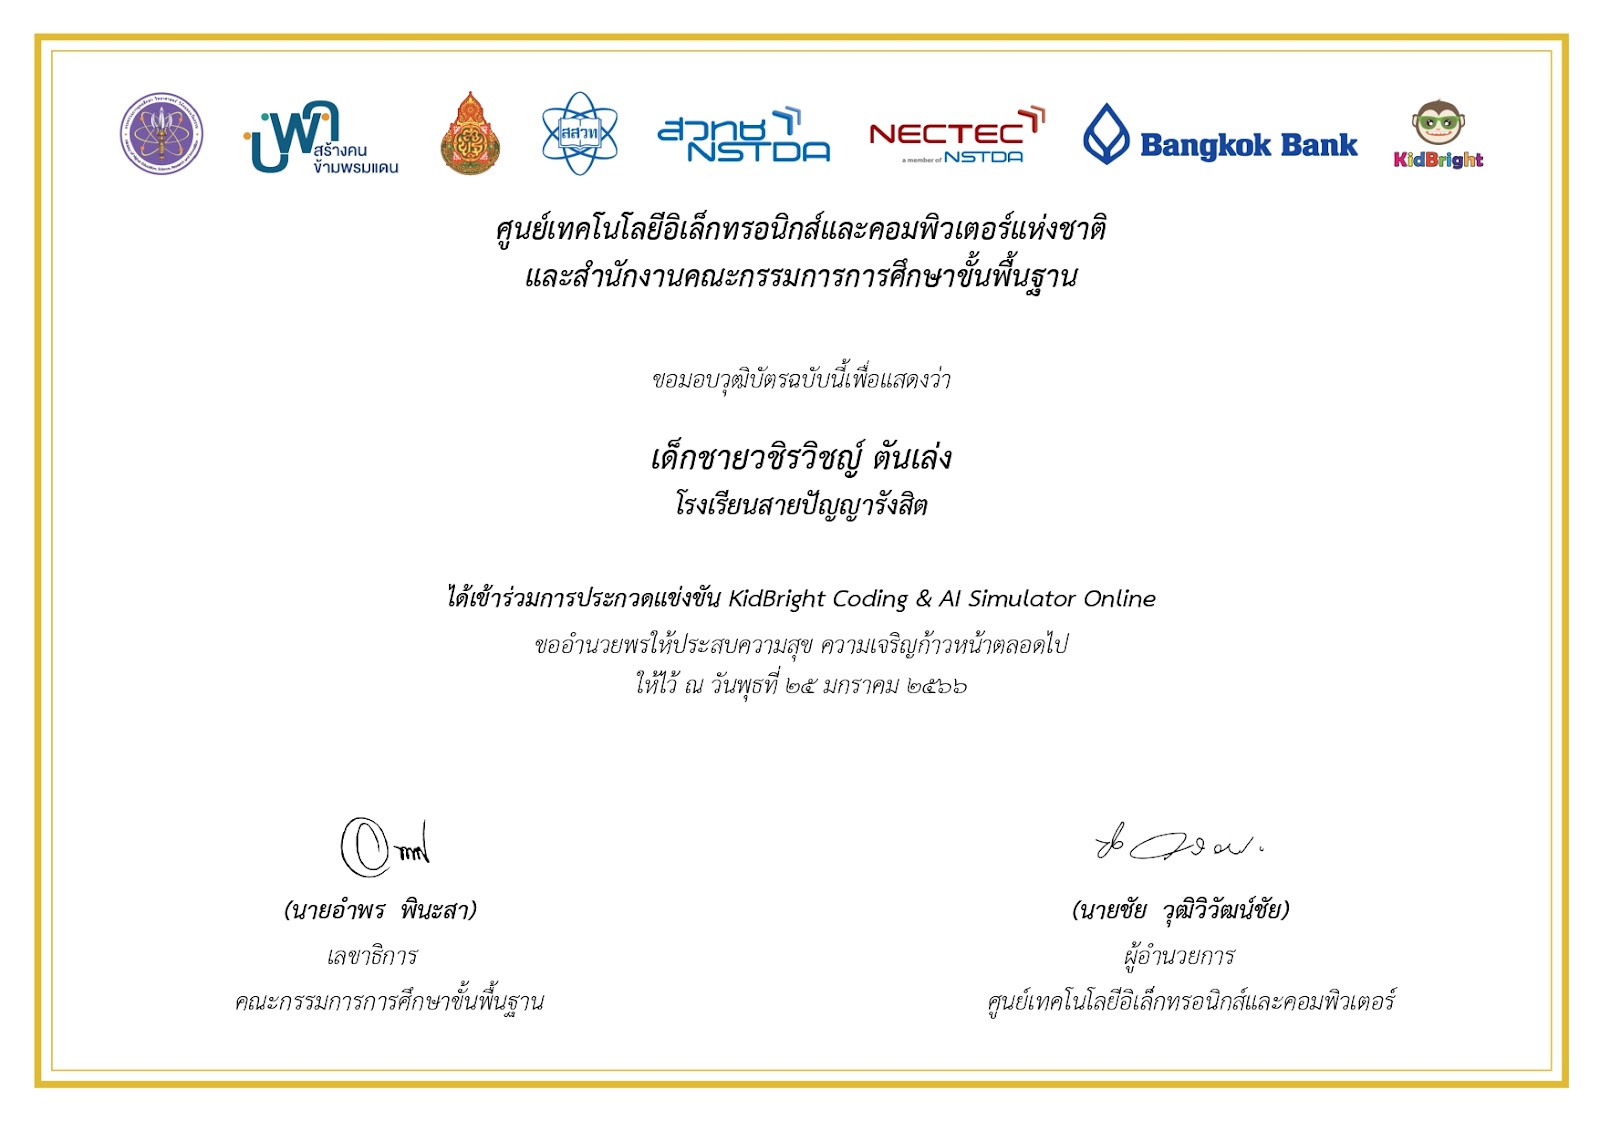 พว
สร้างคน
ข้ามพรมแดน
สสวท
สวทช
NSTDA
NECTEC
a member of NSTDA
Bangkok Bank
KidBright
ศูนย์เทคโนโลยีอิเล็กทรอนิกส์และคอมพิวเตอร์แห่งชาติ
และสำนักงานคณะกรรมการการศึกษาขั้นพื้นฐาน
ขอมอบวุฒิบัตรฉบับนี้เพื่อแสดงว่า
เด็กชายวชิรวิชญ์ ตันเล่ง
โรงเรียนสายปัญญารังสิต
ได้เข้าร่วมการประกวดแข่งขัน KidBright Coding & AI Simulator Online
ขออำนวยพรให้ประสบความสุข ความเจริญก้าวหน้าตลอดไป
ให้ไว้ ณ วันพุธที่ ๒๕ มกราคม ๒๕๖๖
(นายอำพร พินะสา)
เลขาธิการ
คณะกรรมการการศึกษาขั้นพื้นฐาน
(นายชัย วุฒิวิวัฒน์ชัย)
ผู้อำนวยการ
ศูนย์เทคโนโลยีอิเล็กทรอนิกส์และคอมพิวเตอร์